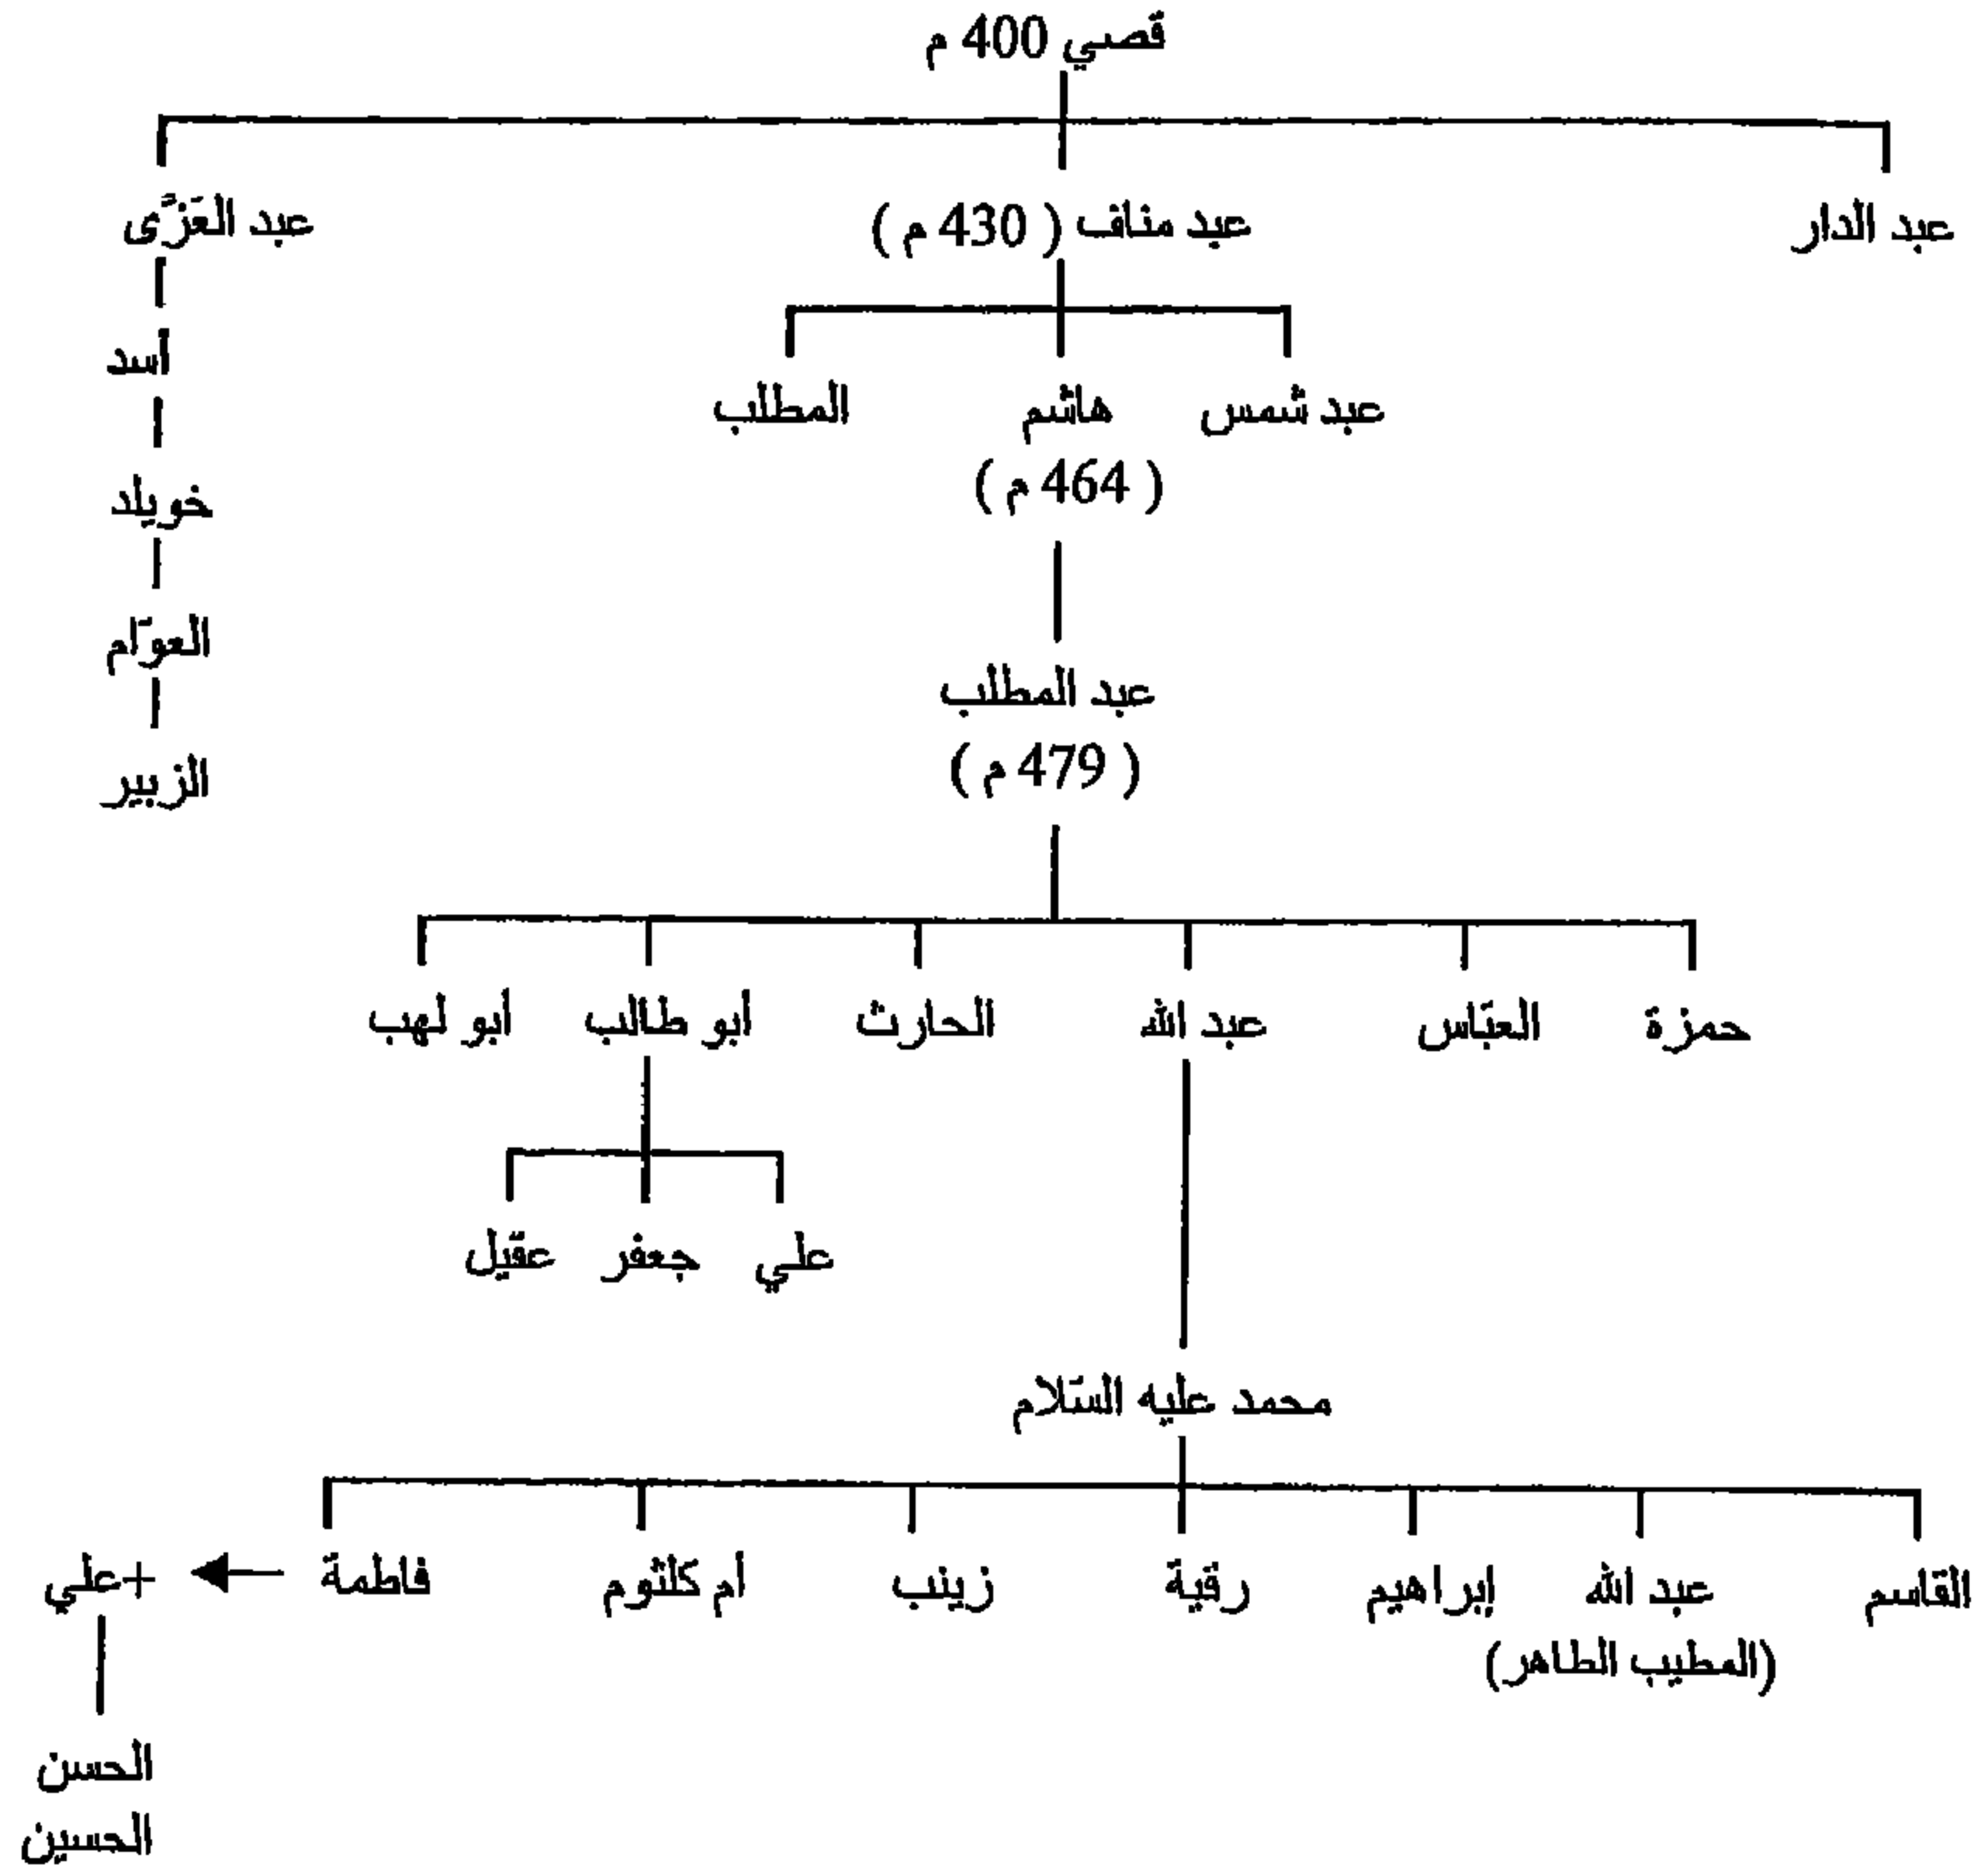 قصي 400 م
عبد الدار
عبد مناف ( 430 م )
عبد العَزَّى
عبد شمس
هاشم
( 464 م )
المطلب
أسد
خويلد
العوّام
الزبير
عبد المطلب
( 479 م )
حمزة
العبّاس
عبد الله
الحارث
أبو طالب
أبو لهب
علي
جعفر
عقيل
محمد عليه السّلام
القاسم
عبد الله
(المطيب الطاهر)
إبراهيم
رقية
زينب
أم كلثوم
فاطمة
+علي
الحسن
الحسين